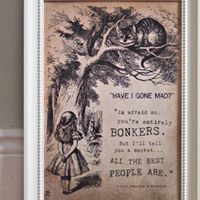 "HAVE I GONE MAD?"
"im afraid so.
you're entirely
BONKERS.
But i'll tell
you a secret...
ALL THE BEST
PEOPLE ARE."